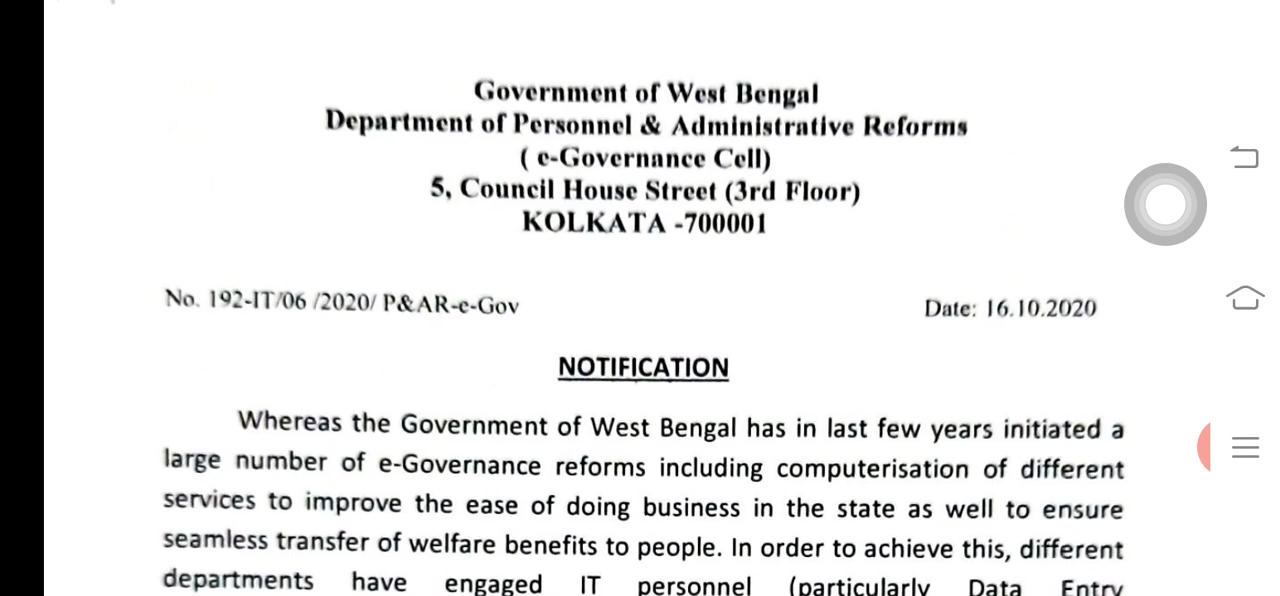 Government of West Bengal
Department of Personnel & Administrative Reforms
( e-Governance Cell)
5, Council House Street (3rd Floor)
KOLKATA -700001
No. 192-IT/06 /2020/ P&AR-e-Gov Date: 16.10.2020
NOTIFICATION
Whereas the Government of West Bengal has in last few years initiated a
large number of e-Governance reforms including computerisation of different
services to improve the ease of doing business in the state as well to ensure
seamless transfer of welfare benefits to people. In order to achieve this, different
departments have engaged IT personnel (particularly Data Entry